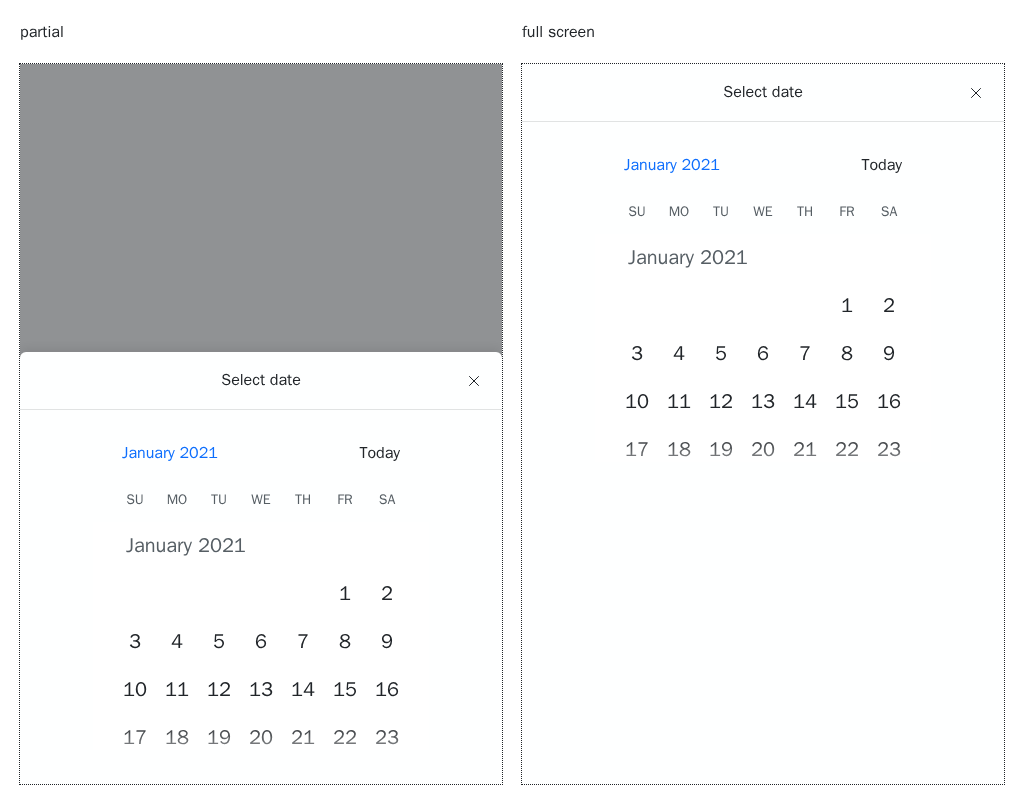 partial
Select date
January 2021 Today
SU MO TU WE TH FR SA
January 2021
1 2
3 4 5 6 7 8 9
10 11 12 13 14 15 16
17 18 19 20 21 22 23
full screen
Select date
January 2021 Today
SU MO TU WE TH FR SA
January 2021
1 2
3 4 5 6 7 8 9
10 11 12 13 14 15 16
17 18 19 20 21 22 23